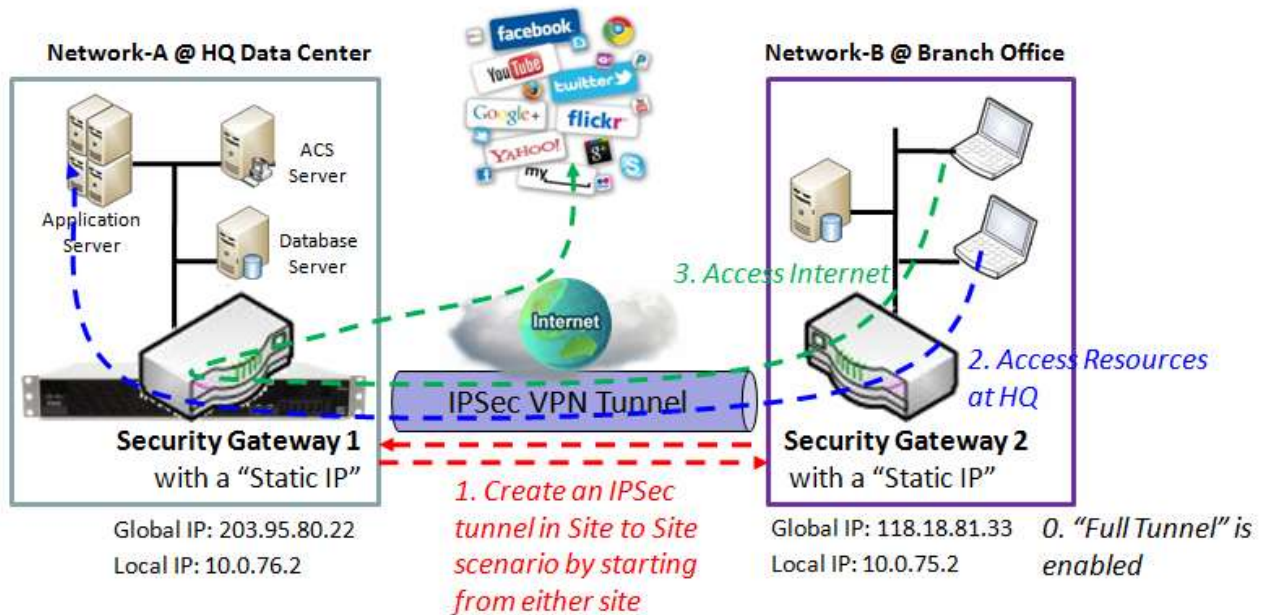 Network-A @ HQ Data Center
Network-B @ Branch Office
facebook
YouTube
twitter
Google+
flickr
YAHOO!
g+
my
ACS
Server
Application
Server
Database
Server
3. Access Internet
Internet
2. Access Resources
at HQ
IPSec VPN Tunnel
Security Gateway 1
with a “Static IP”
Security Gateway 2
with a “Static IP”
1. Create an IPSec
tunnel in Site to Site
scenario by starting
from either site
Global IP: 203.95.80.22
Local IP: 10.0.76.2
Global IP: 118.18.81.33
Local IP: 10.0.75.2
0. “Full Tunnel” is
enabled